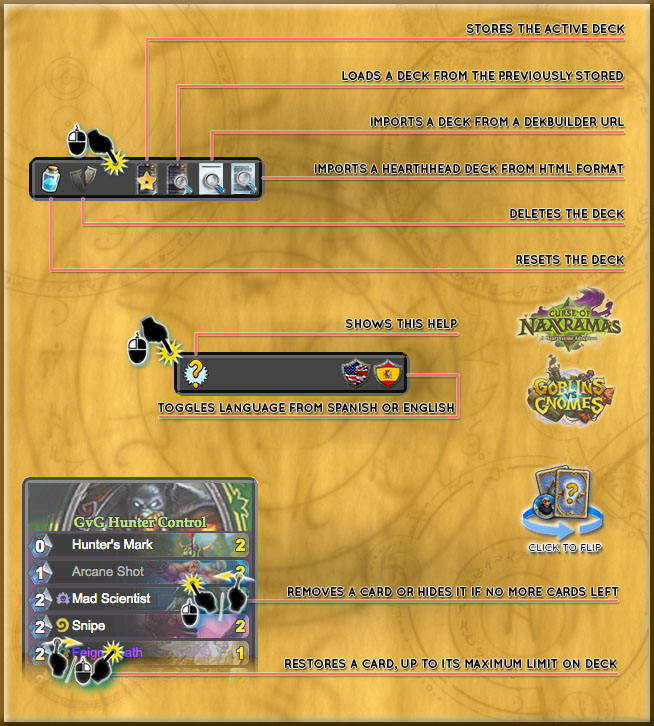 STORES THE ACTIVE DECK
LOADS A DECK FROM THE PREVIOUSLY STORED
IMPORTS A DECK FROM A DEKBUILDER URL
IMPORTS A HEARTHHEAD DECK FROM HTML FORMAT
DELETES THE DECK
RESETS THE DECK
SHOWS THIS HELP
?
TOGGLES LANGUAGE FROM SPANISH OR ENGLISH
CURSE OF
NAXXRAMAS
GOBLINS
VS
GNOMES
?
CLICK TO FLIP
GvG Hunter Control
0 Hunter's Mark 2
1 Arcane Shot
2 Mad Scientist
REMOVES A CARD OR HIDES IT IF NO MORE CARDS LEFT
2 Snipe 2
2 Feign 1
RESTORES A CARD, UP TO ITS MAXIMUM LIMIT ON DECK